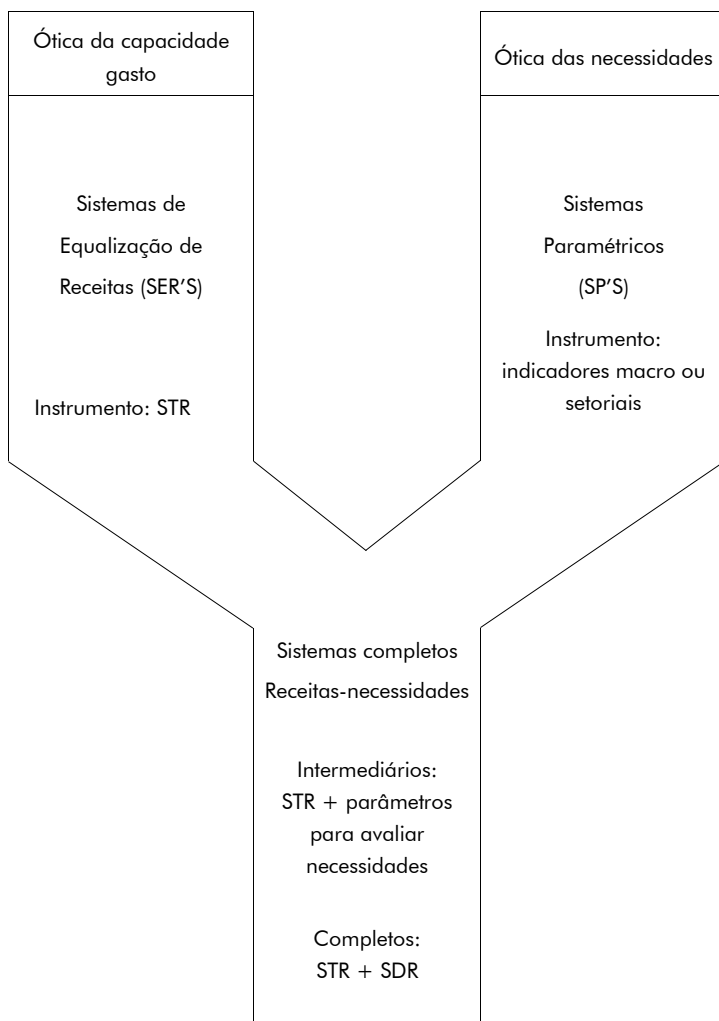 Ótica da capacidade
gasto
Ótica das necessidades
Sistemas de
Equalização de
Receitas (SER’S)
Instrumento: STR
Sistemas
Paramétricos
(SP’S)
Instrumento:
indicadores macro ou
setoriais
Sistemas completos
Receitas-necessidades
Intermediários:
STR + parâmetros
para avaliar
necessidades
Completos:
STR + SDR